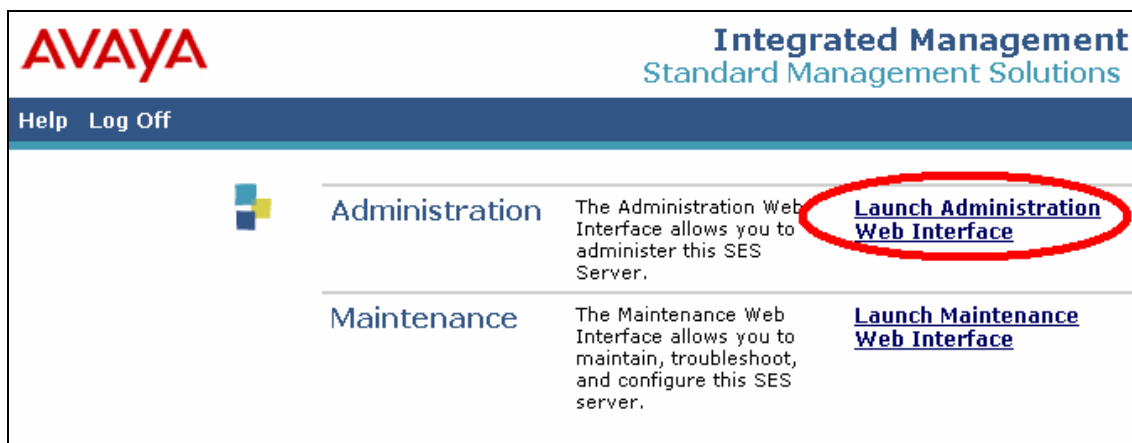 AVAYA
Integrated Management
Standard Management Solutions
Help Log Off
Administration
The Administration Web
Interface allows you to
administer this SES
Server.
Launch Administration
Web Interface
Maintenance
The Maintenance Web
Interface allows you to
maintain, troubleshoot,
and configure this SES
server.
Launch Maintenance
Web Interface